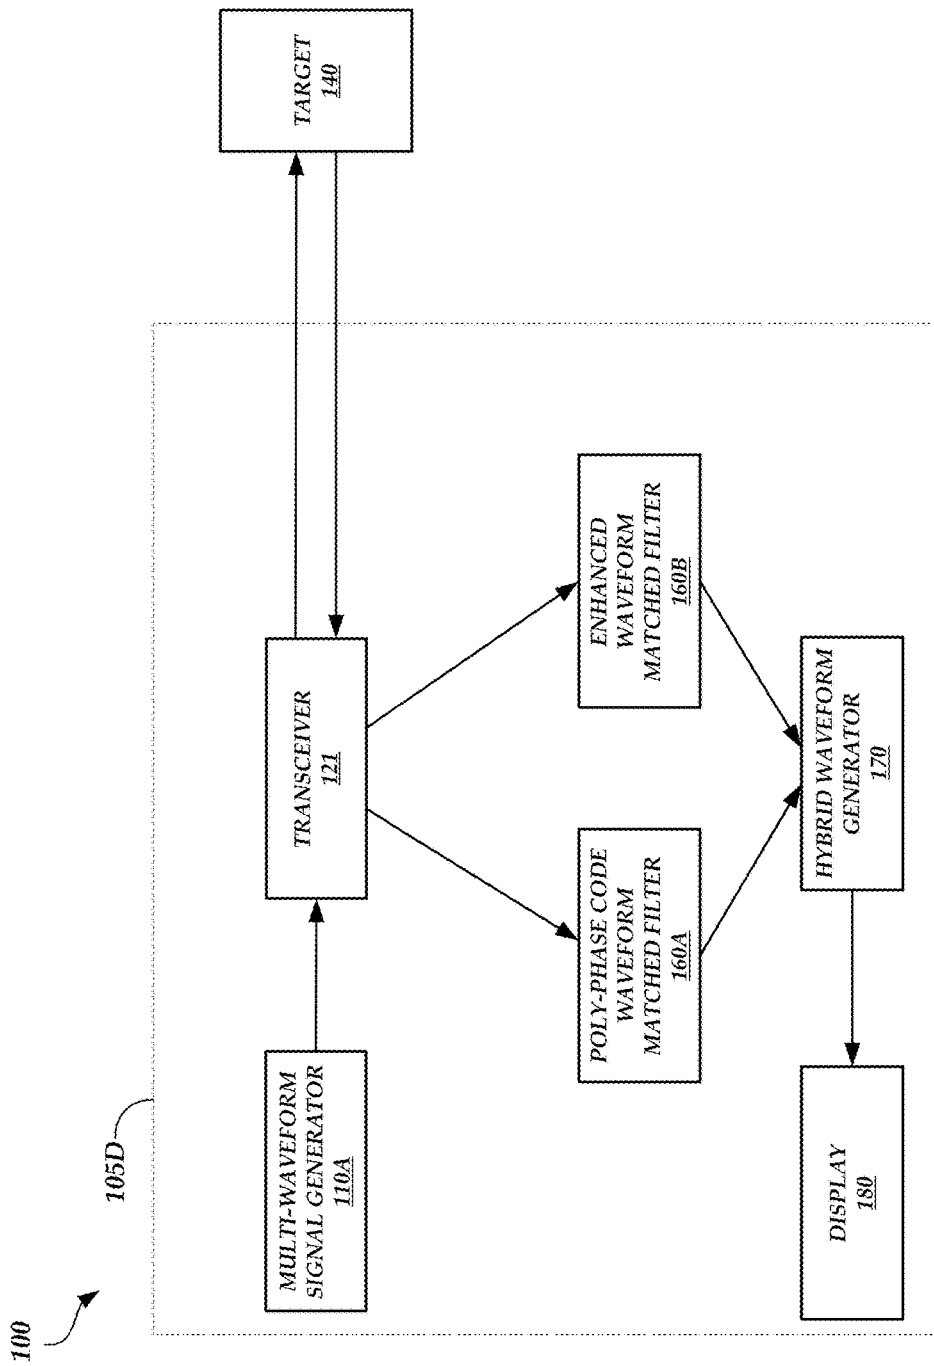 100
105D
MULTI-WAVEFORM
SIGNAL GENERATOR
110A
TRANSCEIVER
121
TARGET
140
POLY-PHASE CODE
WAVEFORM
MATCHED FILTER
160A
ENHANCED
WAVEFORM
MATCHED FILTER
160B
DISPLAY
180
HYBRID WAVEFORM
GENERATOR
170